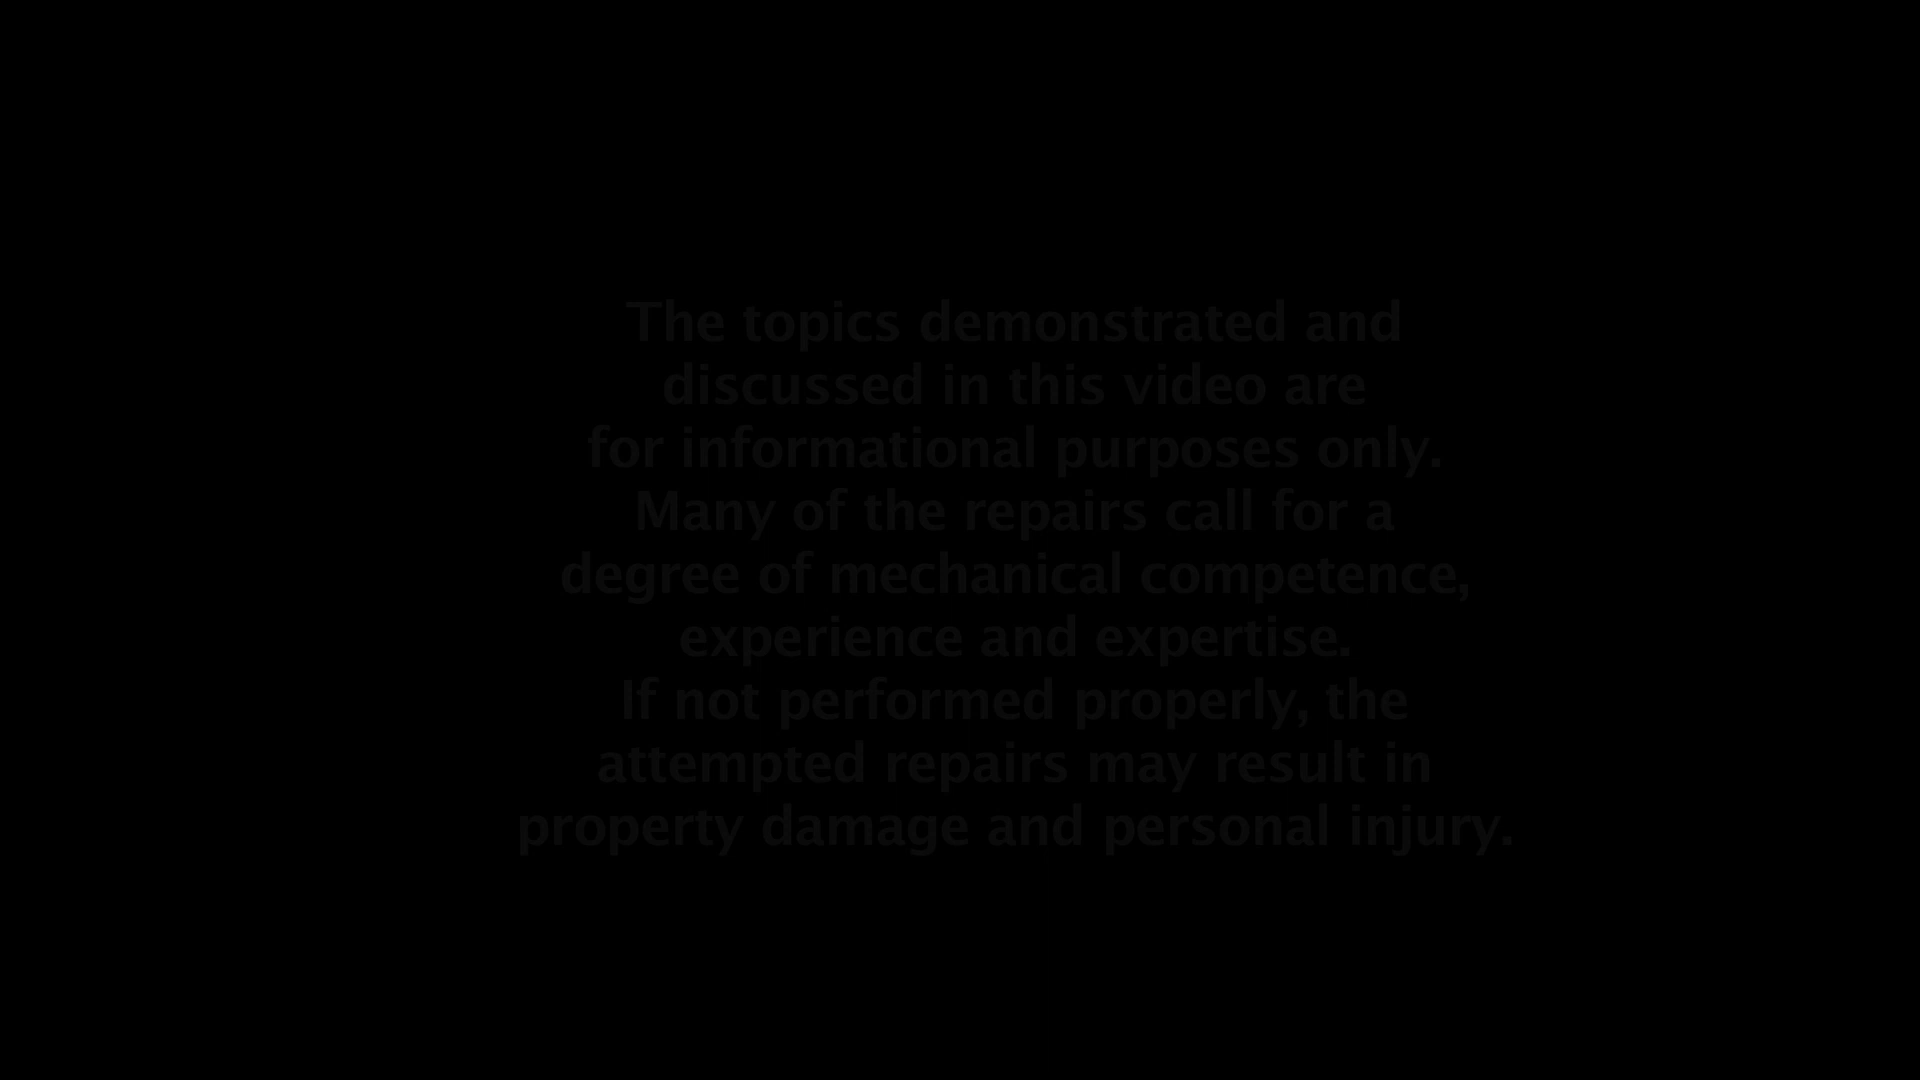 The topics demonstrated and
discussed in this video are
for informational purposes only.
Many of the repairs call for a
degree of mechanical competence,
experience and expertise.
If not performed properly, the
attempted repairs may result in
property damage and personal injury.